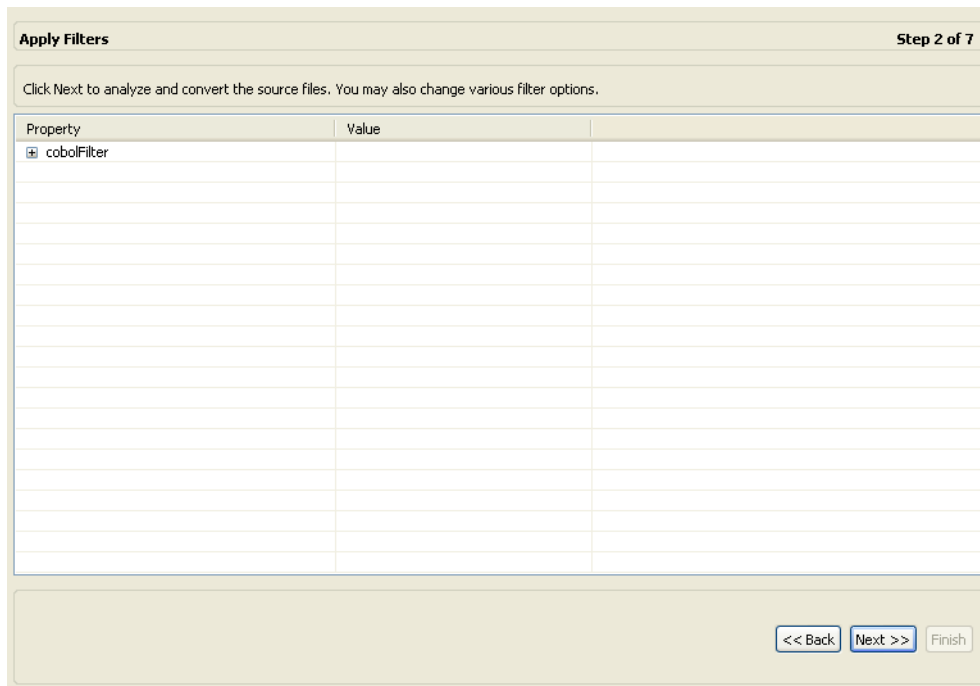 Apply Filters Step 2 of 7
Click Next to analyze and convert the source files. You may also change various filter options.
Property Value
cobolFilter
<< Back Next >> Finish